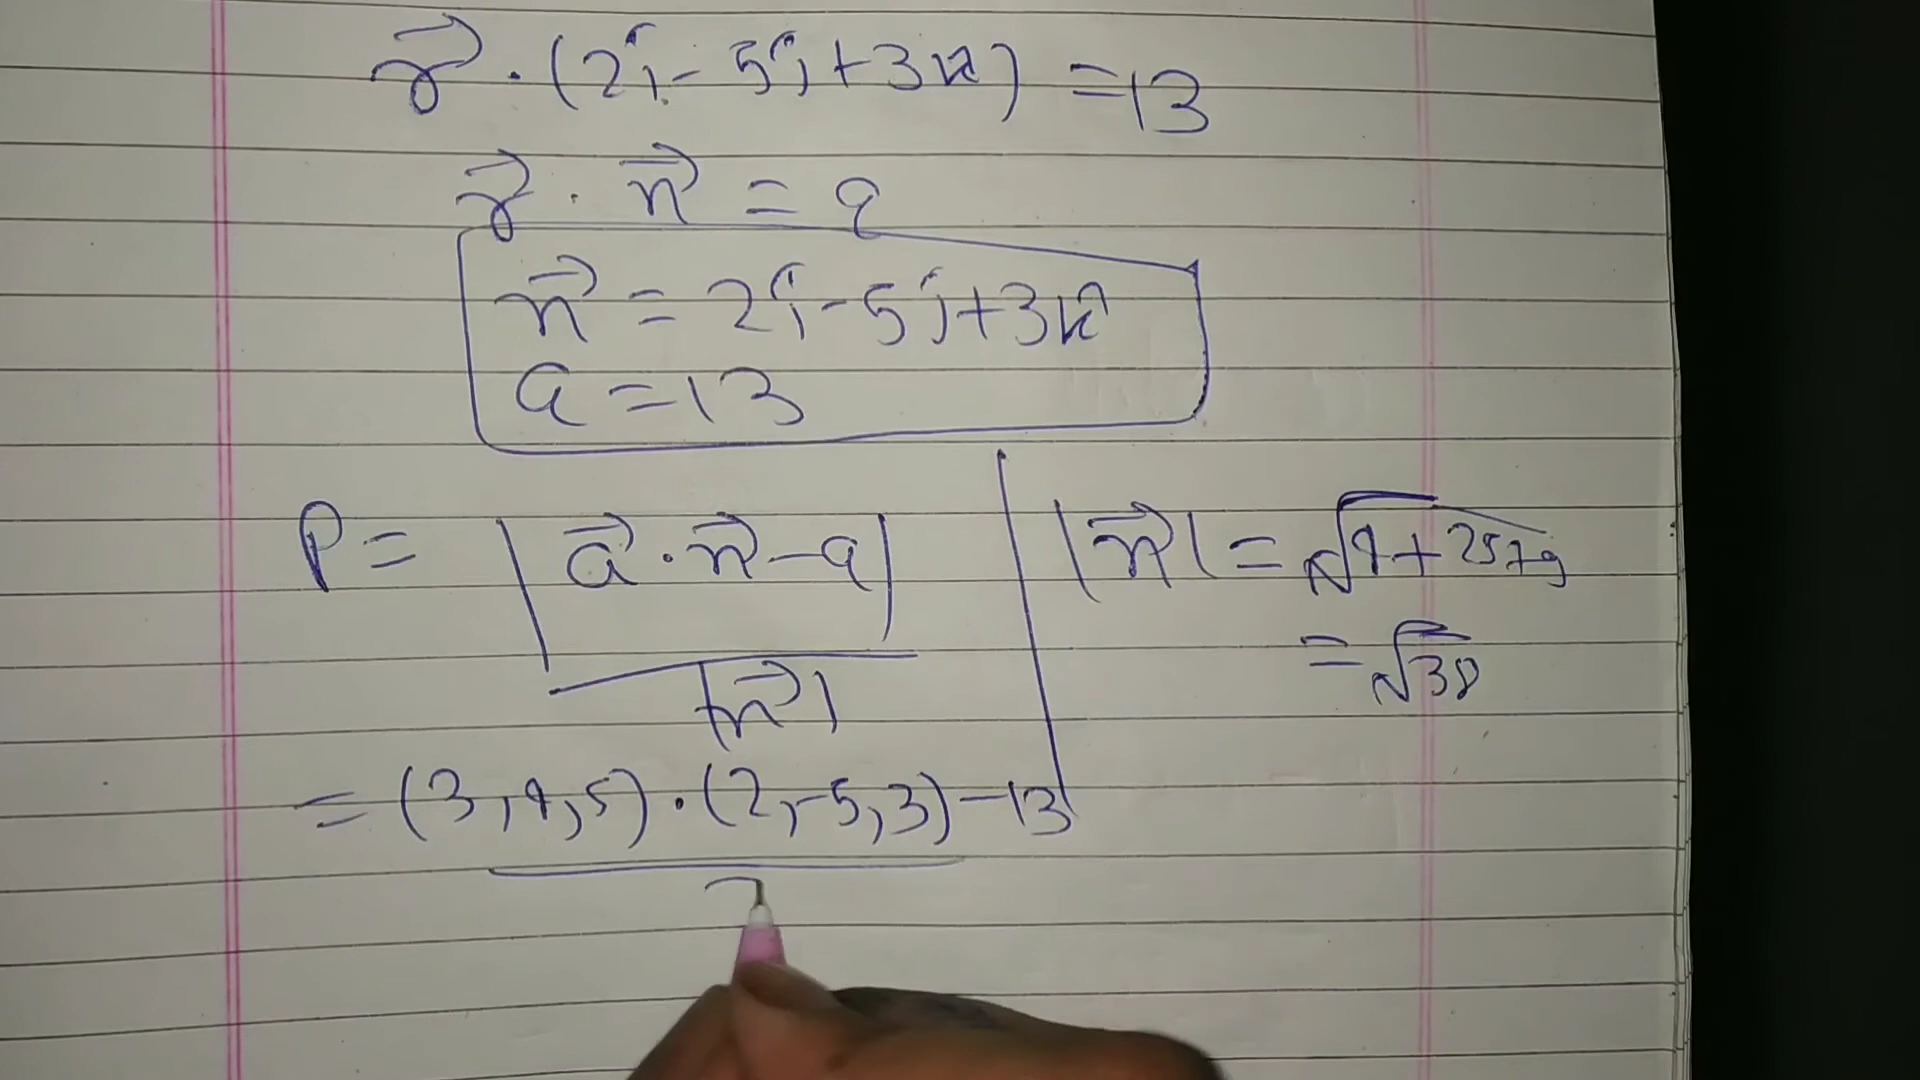 r⃗ · (2î - 5ĵ + 3k̂) = 13
r⃗ · n⃗ = q
n⃗ = 2î - 5ĵ + 3k̂
q = 13
P = |a⃗ · n⃗ - q| / |n⃗|
|n⃗| = √4 + 25 + 9
= √38
= (3, 4, 5) · (2, -5, 3) - 13